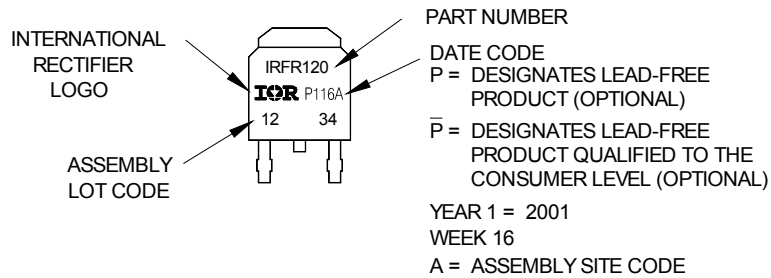 INTERNATIONAL
RECTIFIER
LOGO
ASSEMBLY
LOT CODE
IRFR120
IOR P116A
12 34
PART NUMBER
DATE CODE
P = DESIGNATES LEAD-FREE
PRODUCT (OPTIONAL)
P̅ = DESIGNATES LEAD-FREE
PRODUCT QUALIFIED TO THE
CONSUMER LEVEL (OPTIONAL)
YEAR 1 = 2001
WEEK 16
A = ASSEMBLY SITE CODE